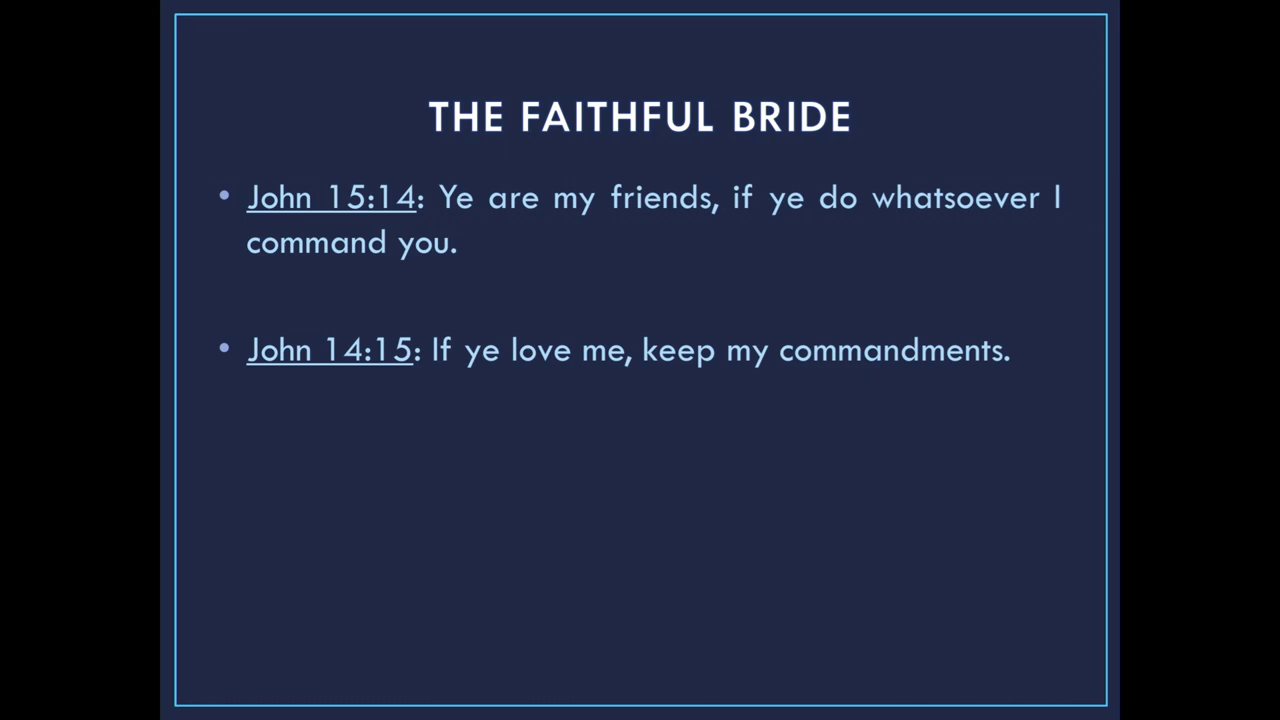 THE FAITHFUL BRIDE
• John 15:14: Ye are my friends, if ye do whatsoever I
command you.
• John 14:15: If ye love me, keep my commandments.